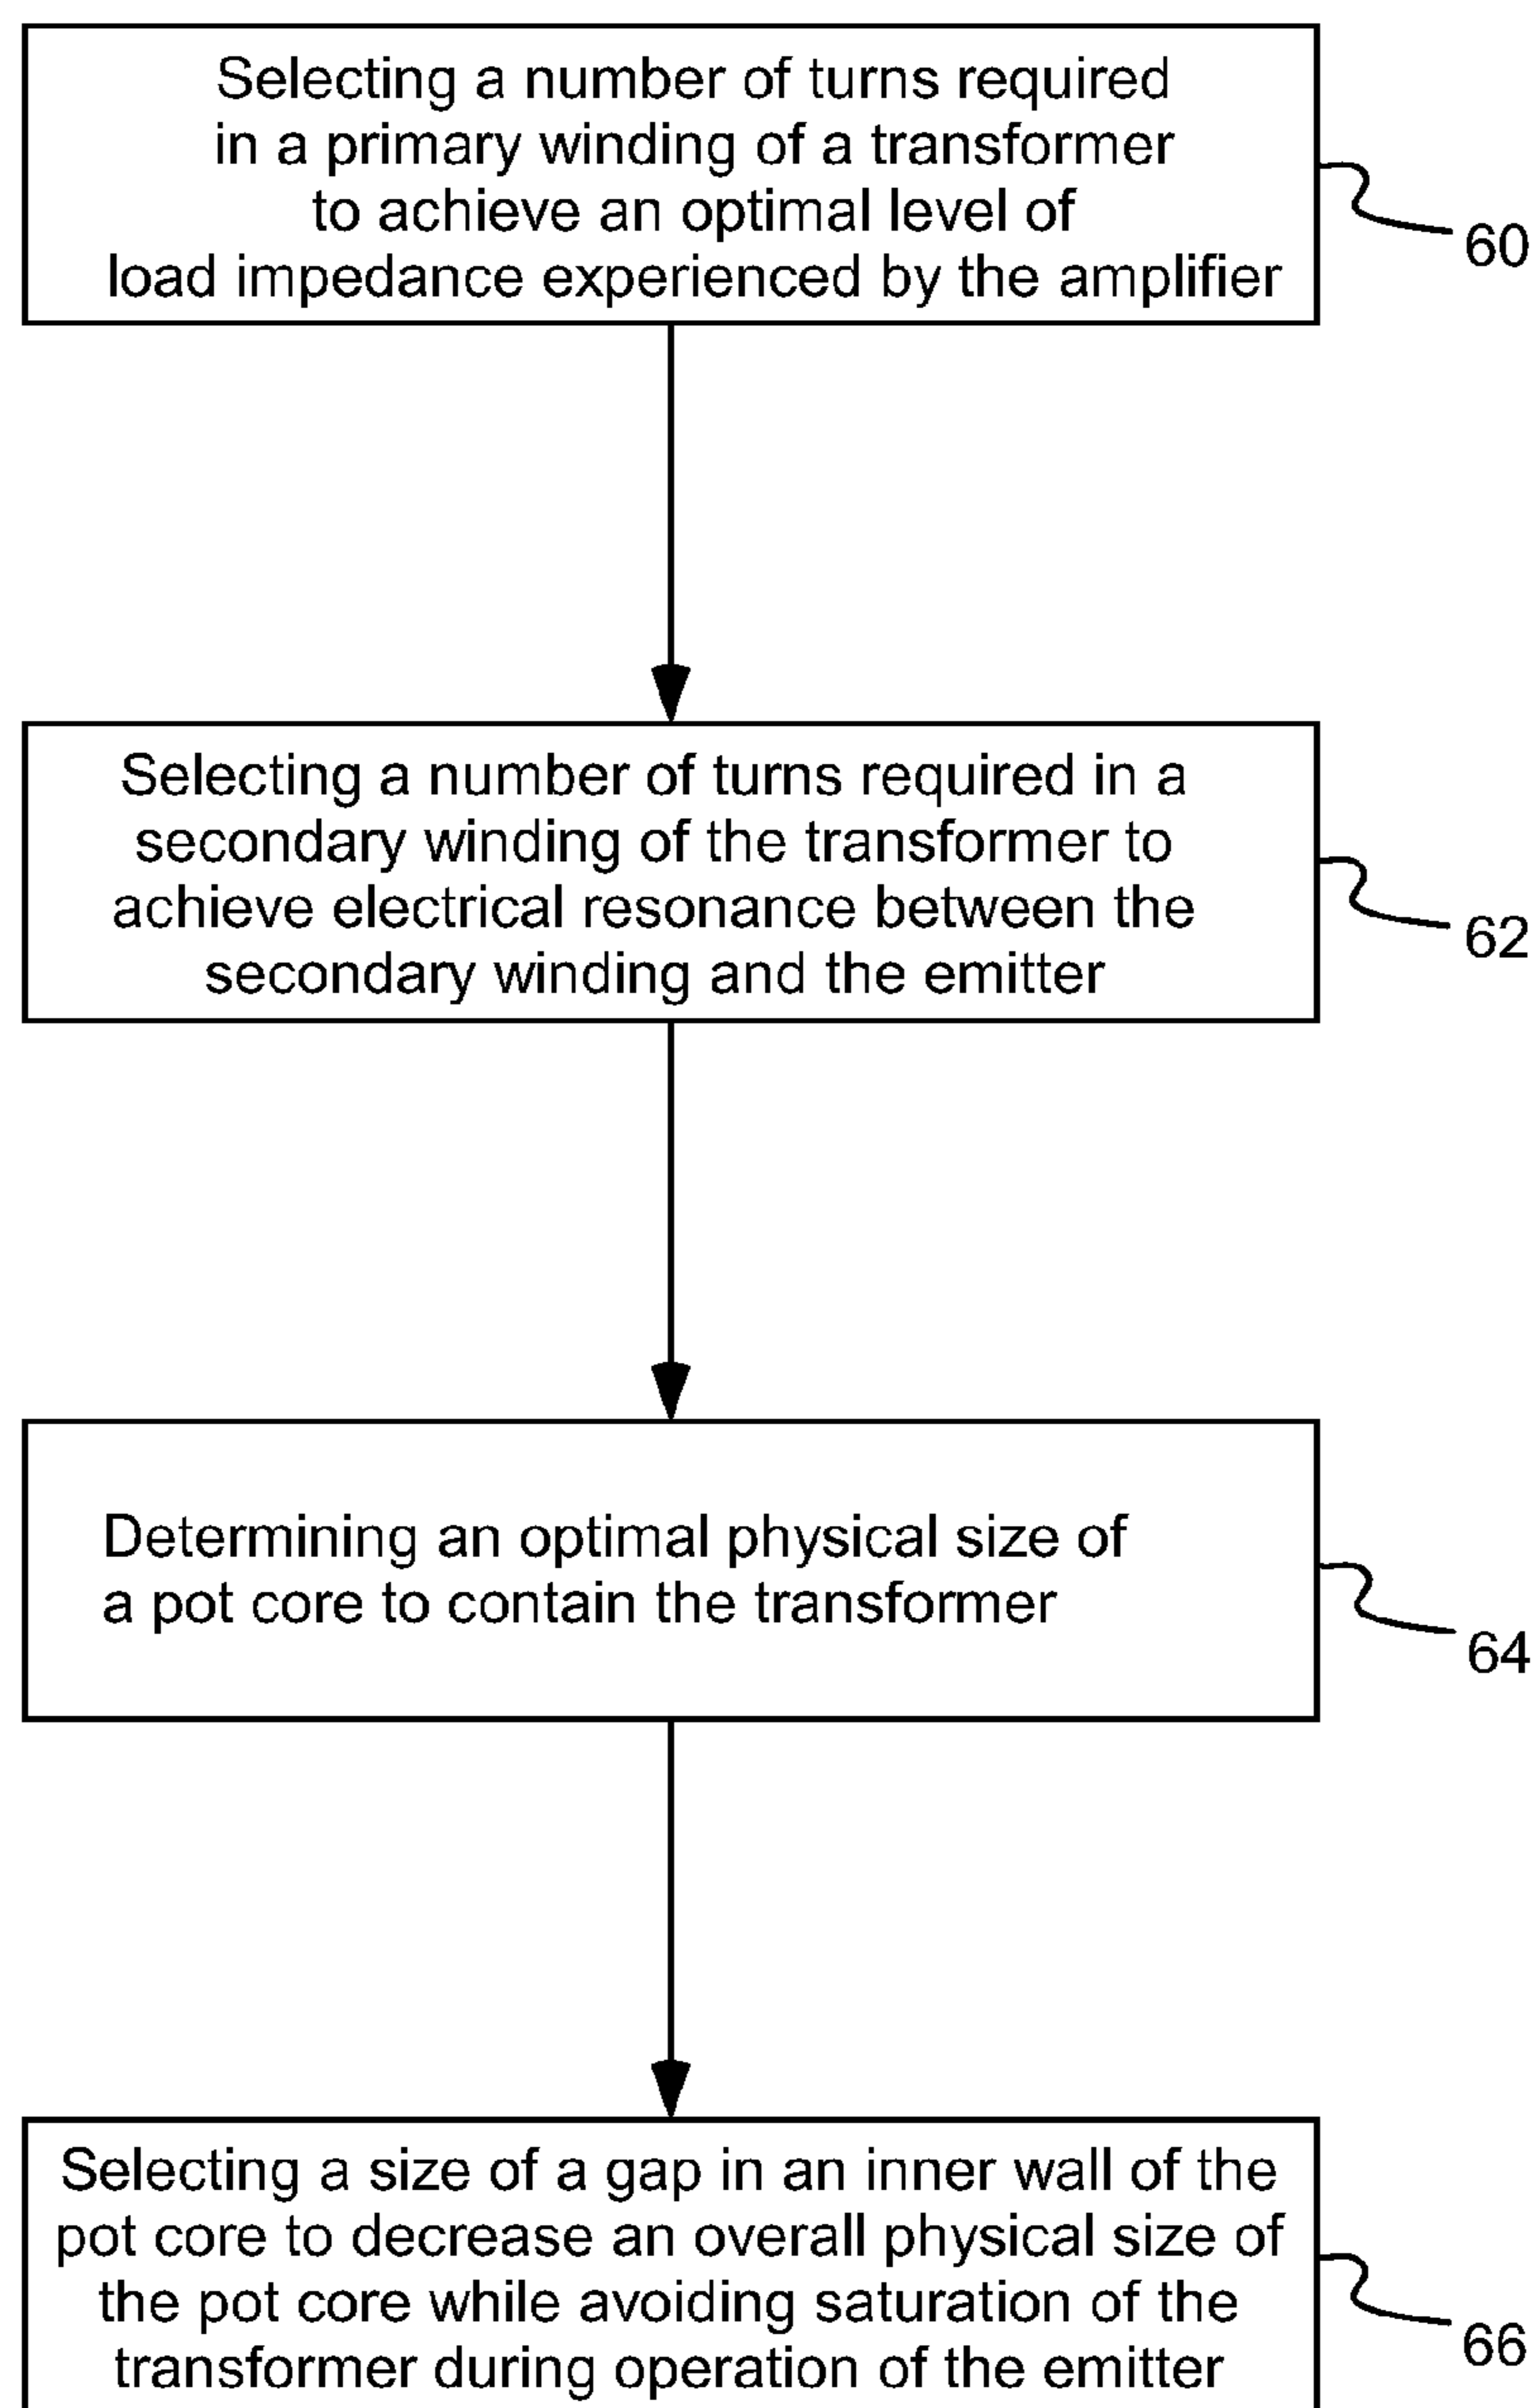 Selecting a number of turns required
in a primary winding of a transformer
to achieve an optimal level of
load impedance experienced by the amplifier
60
Selecting a number of turns required in a
secondary winding of the transformer to
achieve electrical resonance between the
secondary winding and the emitter
62
Determining an optimal physical size of
a pot core to contain the transformer
64
Selecting a size of a gap in an inner wall of the
pot core to decrease an overall physical size of
the pot core while avoiding saturation of the
transformer during operation of the emitter
66